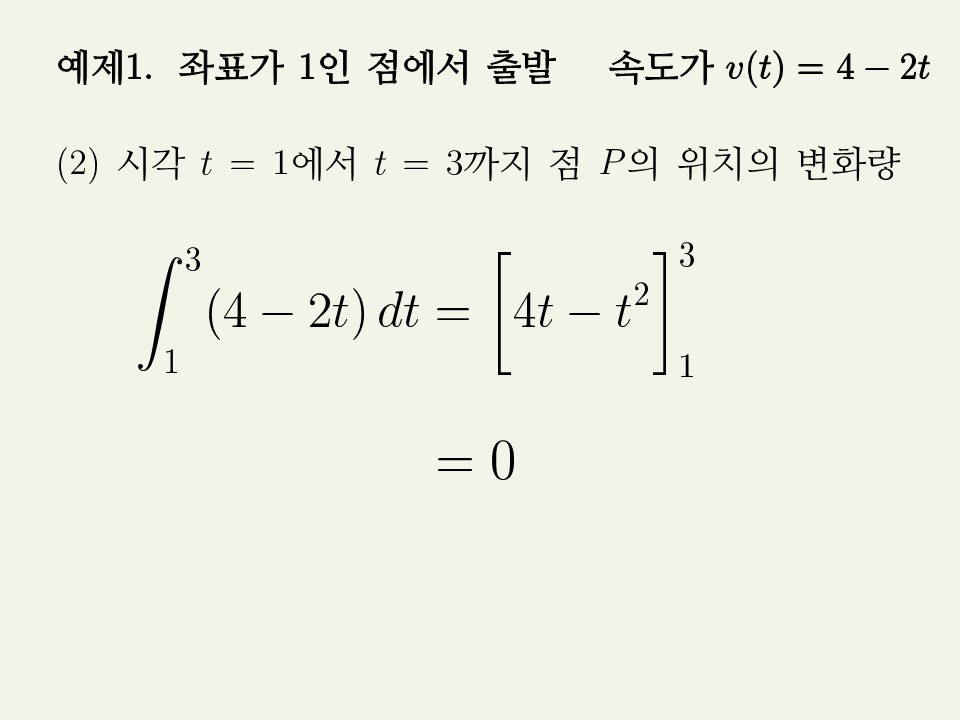 예제1. 좌표가 1인 점에서 출발 속도가 v(t) = 4 − 2t
(2) 시각 t = 1에서 t = 3까지 점 P의 위치의 변화량
∫₁³ (4 − 2t) dt = [4t − t²]₁³
= 0